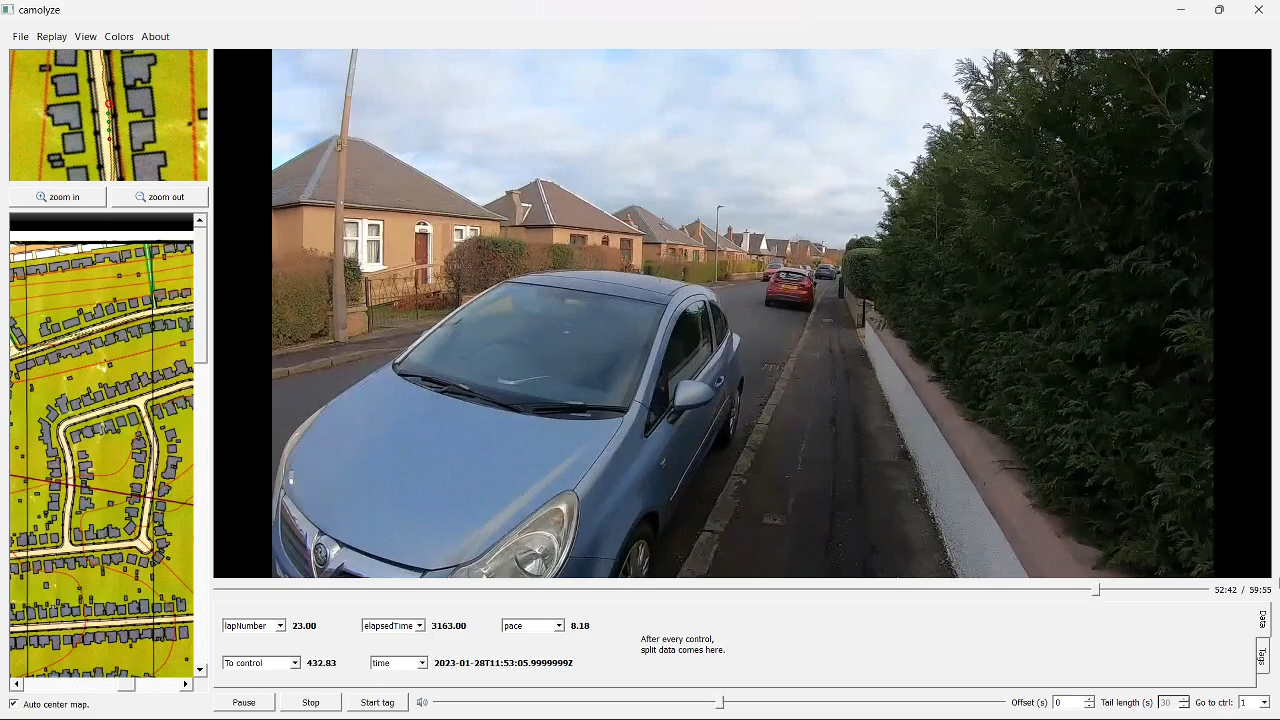 camolyze
File Replay View Colors About
zoom in zoom out
52:42 / 59:55
lapNumber 23.00 elapsedTime 3163.00 pace 8.18
After every control,
split data comes here.
To control 432.83 time 2023-01-28T11:53:05.9999999Z
Data
Tags
Auto center map.
Pause Stop Start tag Offset (s) 0 Tail length (s) 30 Go to ctrl: 1